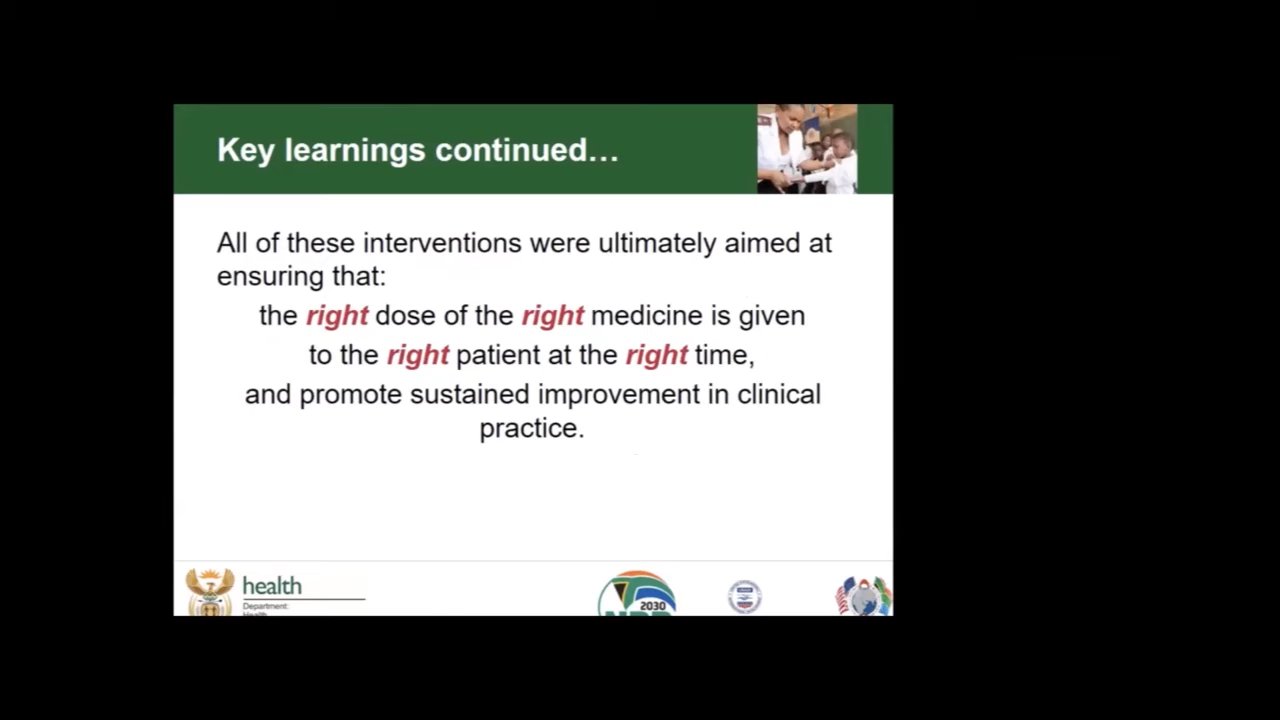 Key learnings continued…
All of these interventions were ultimately aimed at
ensuring that:
the right dose of the right medicine is given
to the right patient at the right time,
and promote sustained improvement in clinical
practice.
health
Department:
2030